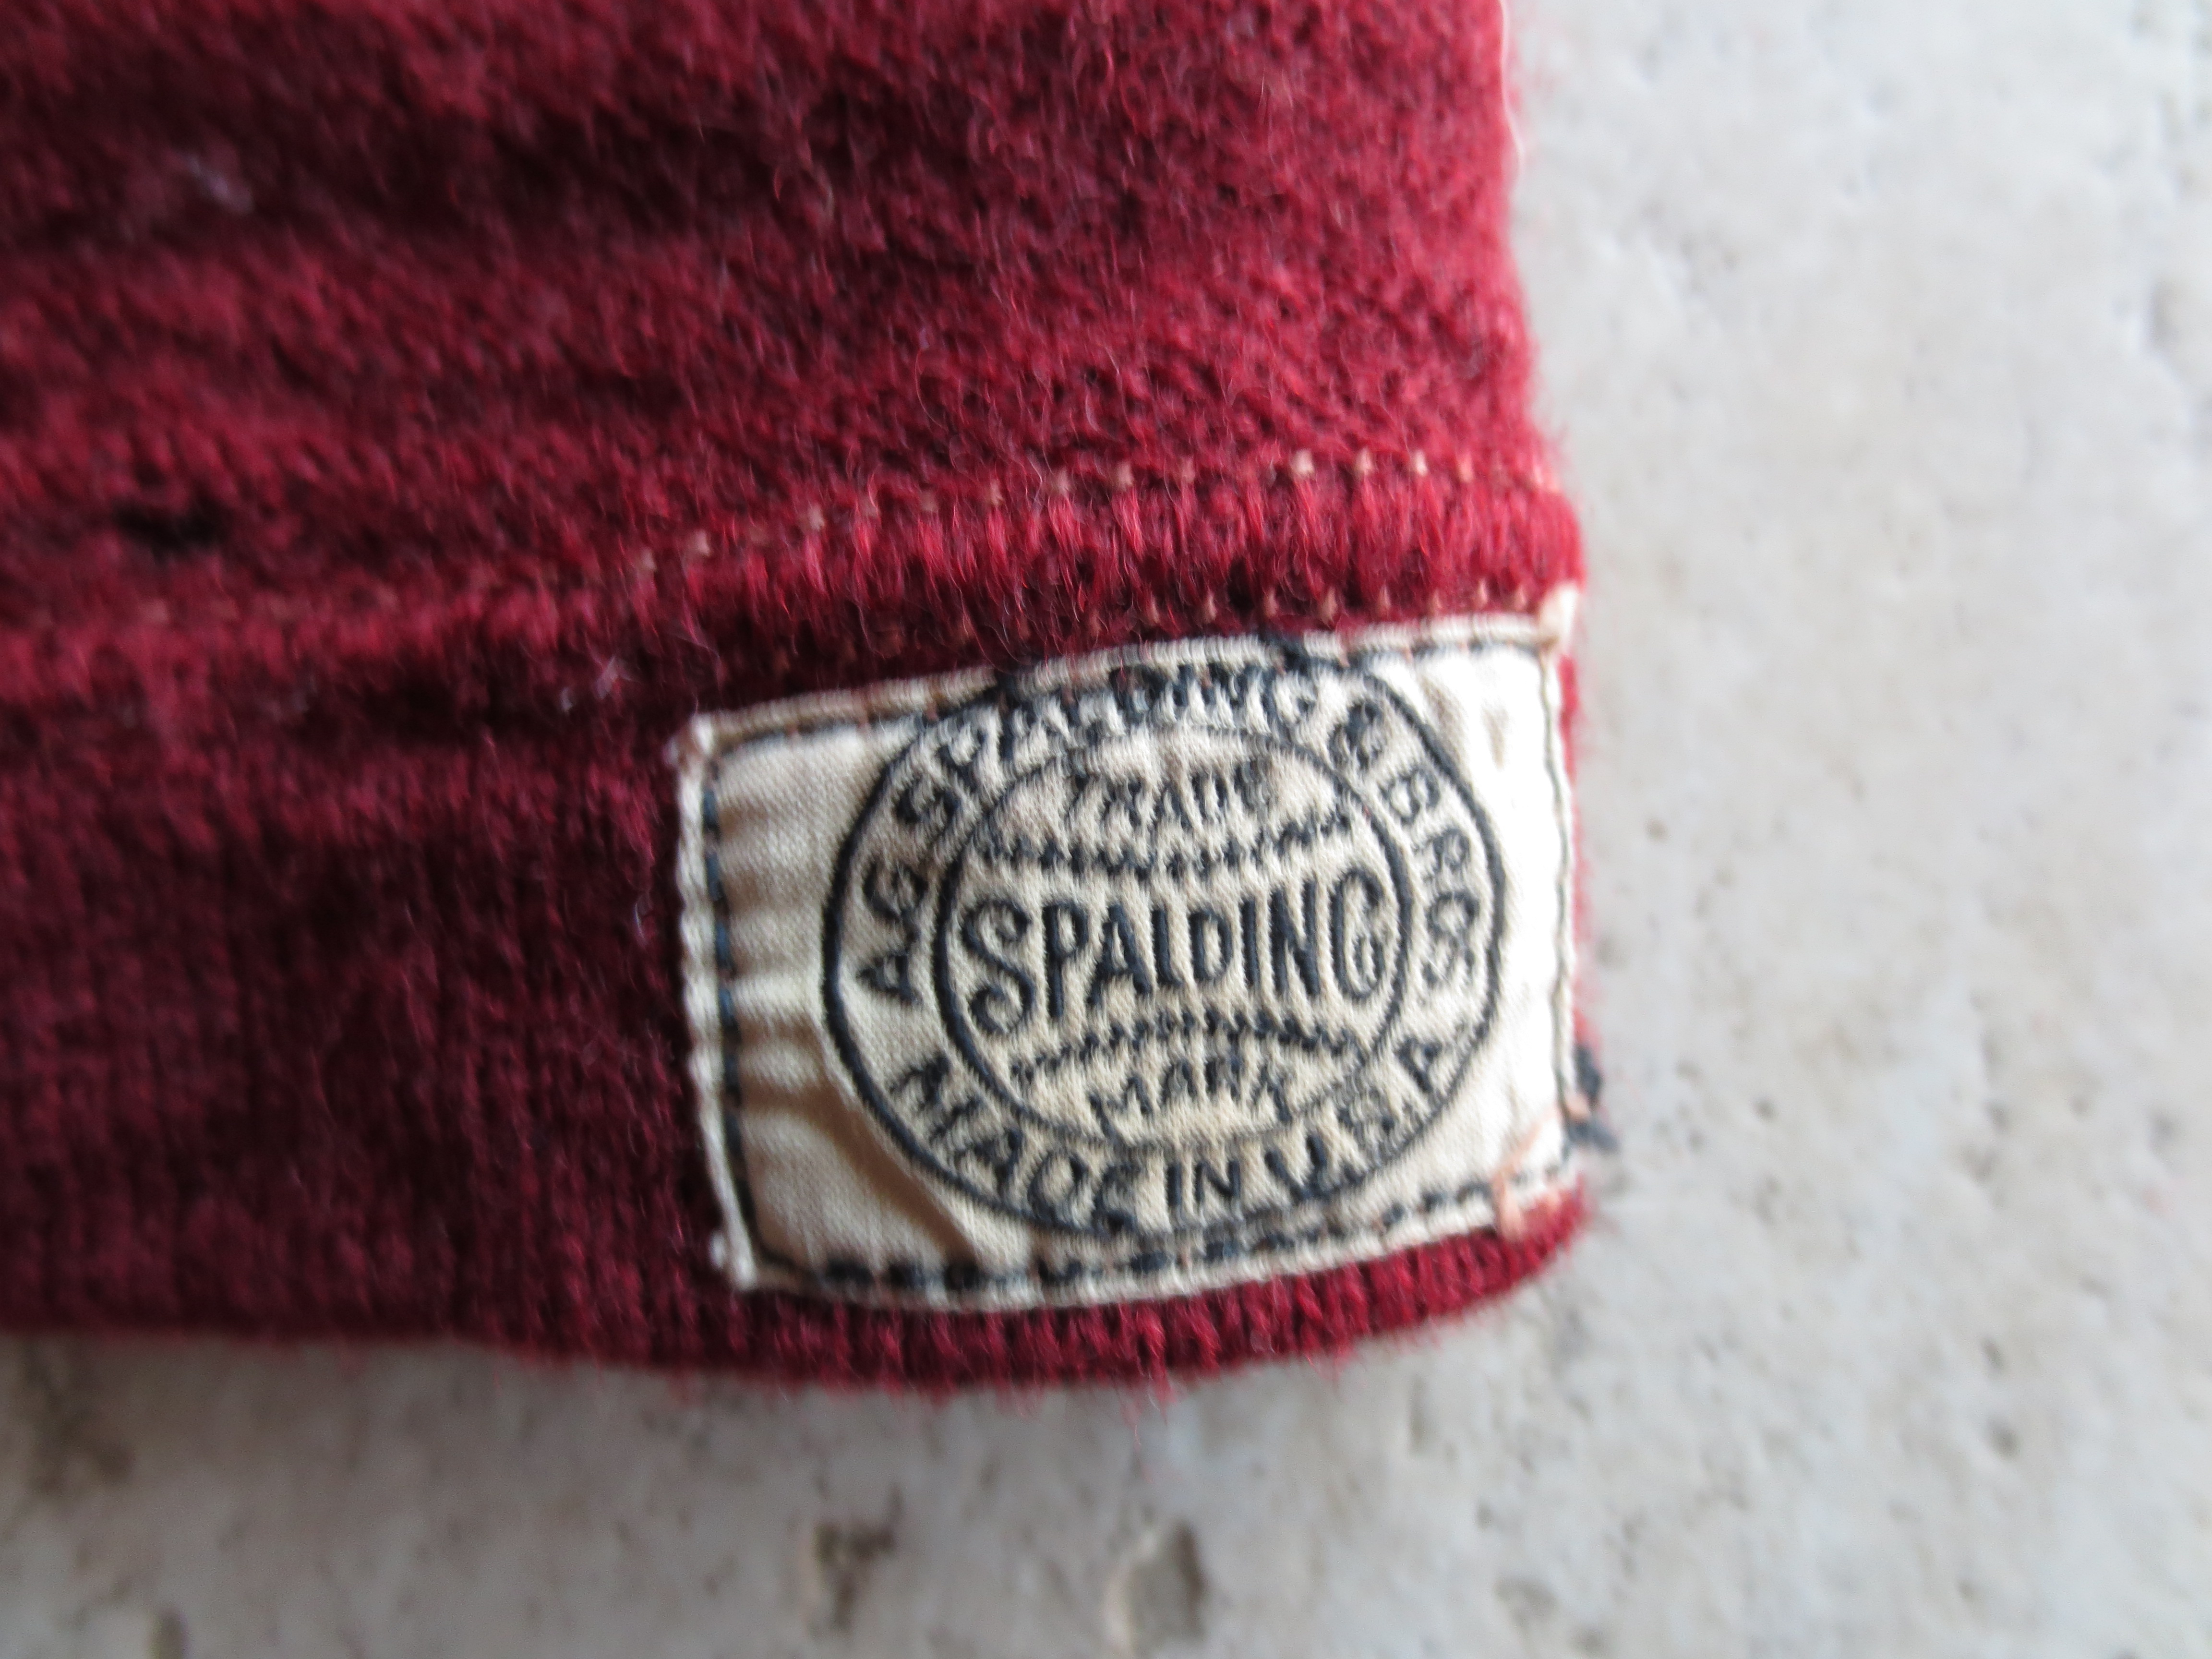 A.G. SPALDING & BROS.
TRADE
SPALDING
MARK
MADE IN U.S.A.